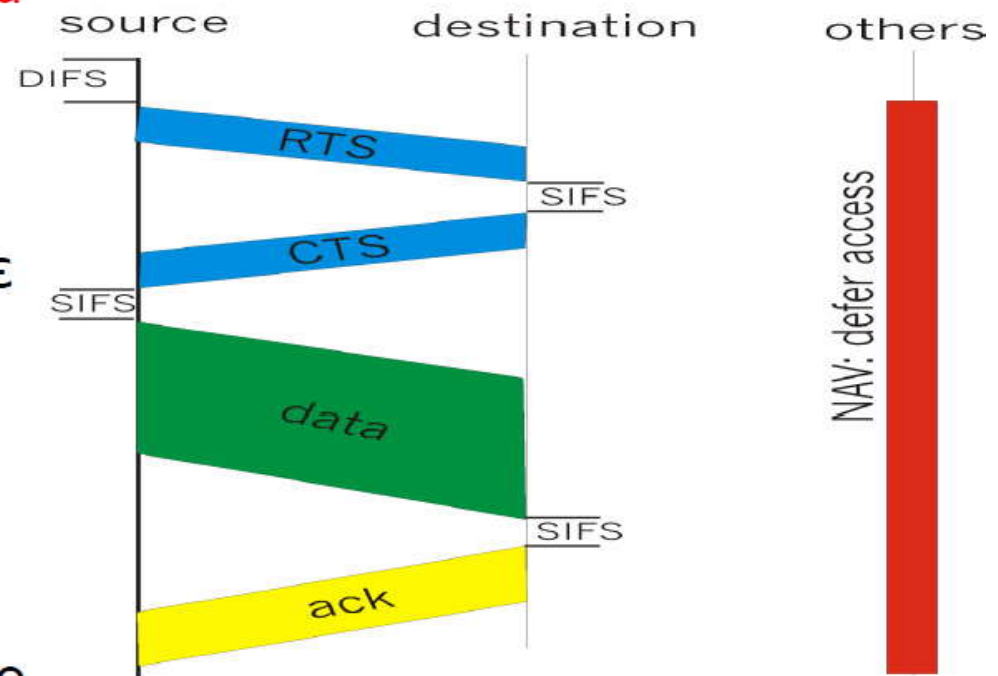 source destination others
DIFS
RTS
SIFS
CTS
SIFS
data
SIFS
ack
NAV: defer access